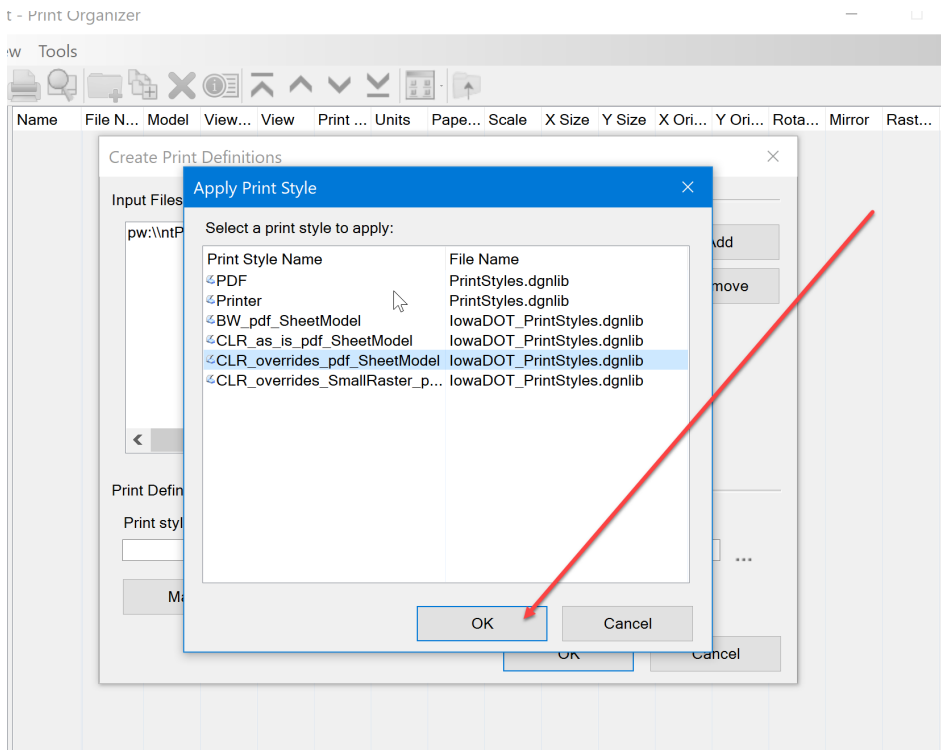 t - Print Organizer
ew Tools
Name File N... Model View... View Print ... Units Pape... Scale X Size Y Size X Ori... Y Ori... Rota... Mirror Rast...
Create Print Definitions
Apply Print Style
Input Files
Select a print style to apply:
pw:\\ntP
Add
Print Style Name File Name
PDF PrintStyles.dgnlib
move
Printer PrintStyles.dgnlib
BW_pdf_SheetModel IowaDOT_PrintStyles.dgnlib
CLR_as_is_pdf_SheetModel IowaDOT_PrintStyles.dgnlib
CLR_overrides_pdf_SheetModel IowaDOT_PrintStyles.dgnlib
CLR_overrides_SmallRaster_p... IowaDOT_PrintStyles.dgnlib
Print Defin
Print styl
...
Ma
OK Cancel
OK Cancel